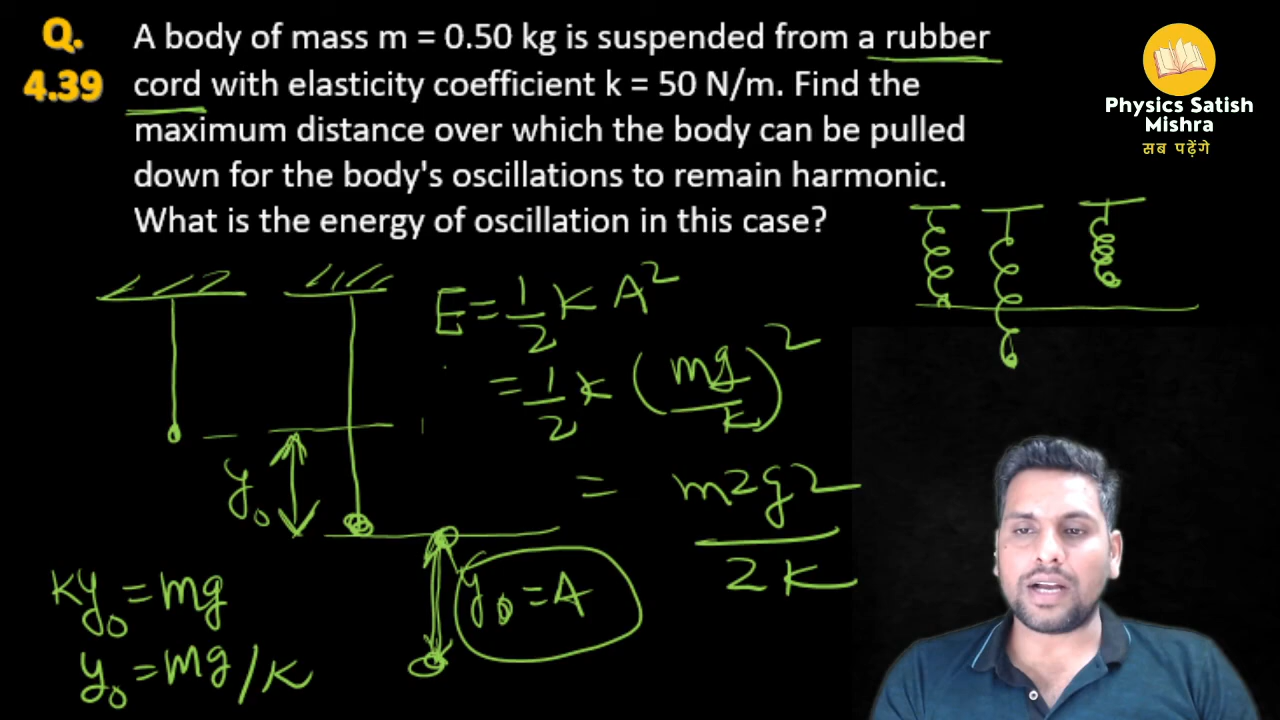 Q.
4.39
A body of mass m = 0.50 kg is suspended from a rubber
cord with elasticity coefficient k = 50 N/m. Find the
maximum distance over which the body can be pulled
down for the body's oscillations to remain harmonic.
What is the energy of oscillation in this case?
Physics Satish
Mishra
सब पढ़ेंगे
E = 1/2 K A²
= 1/2 k (mg/k)²
= m2g2/2K
y₀
y₀ = A
Ky₀ = mg
y₀ = mg/K